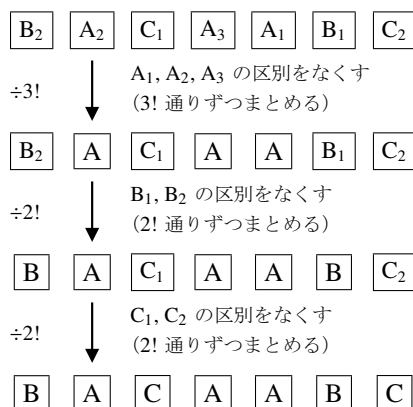 B₂ A₂ C₁ A₃ A₁ B₁ C₂
÷3!
A₁, A₂, A₃ の区別をなくす
(3! 通りずつまとめる)
B₂ A C₁ A A B₁ C₂
÷2!
B₁, B₂ の区別をなくす
(2! 通りずつまとめる)
B A C₁ A A B C₂
÷2!
C₁, C₂ の区別をなくす
(2! 通りずつまとめる)
B A C A A B C